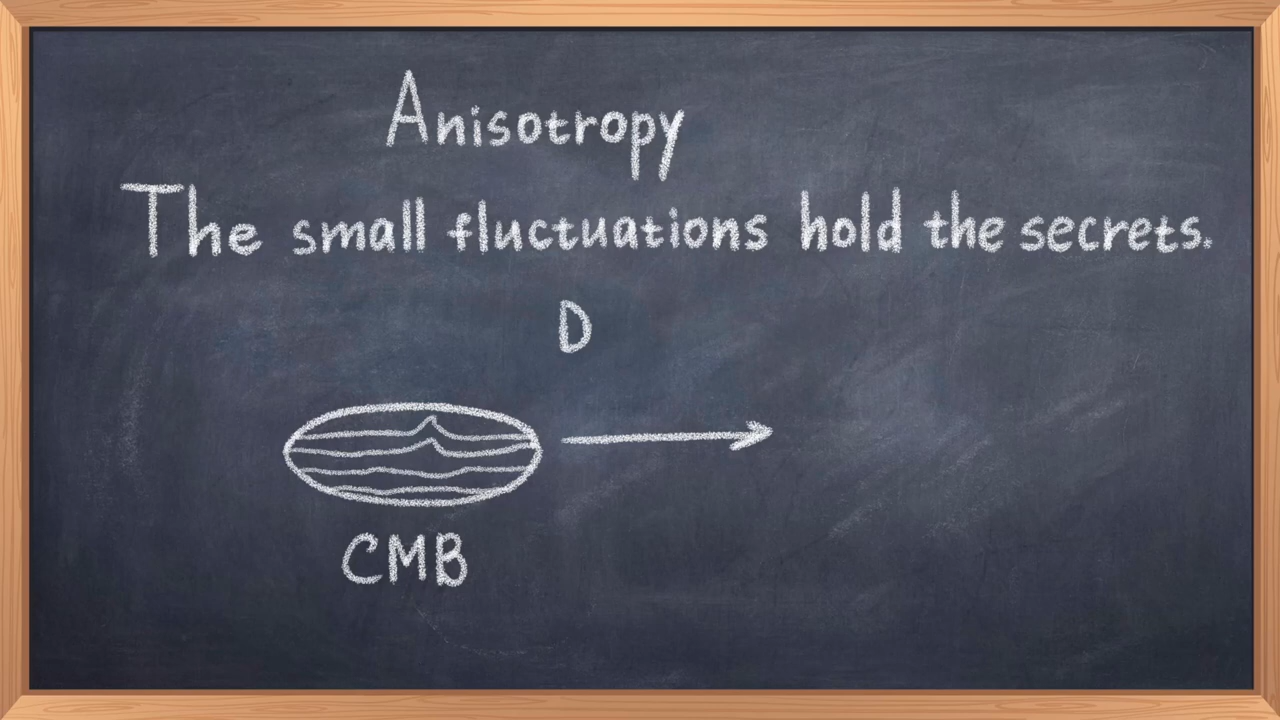 Anisotropy
The small fluctuations hold the secrets.
D
CMB